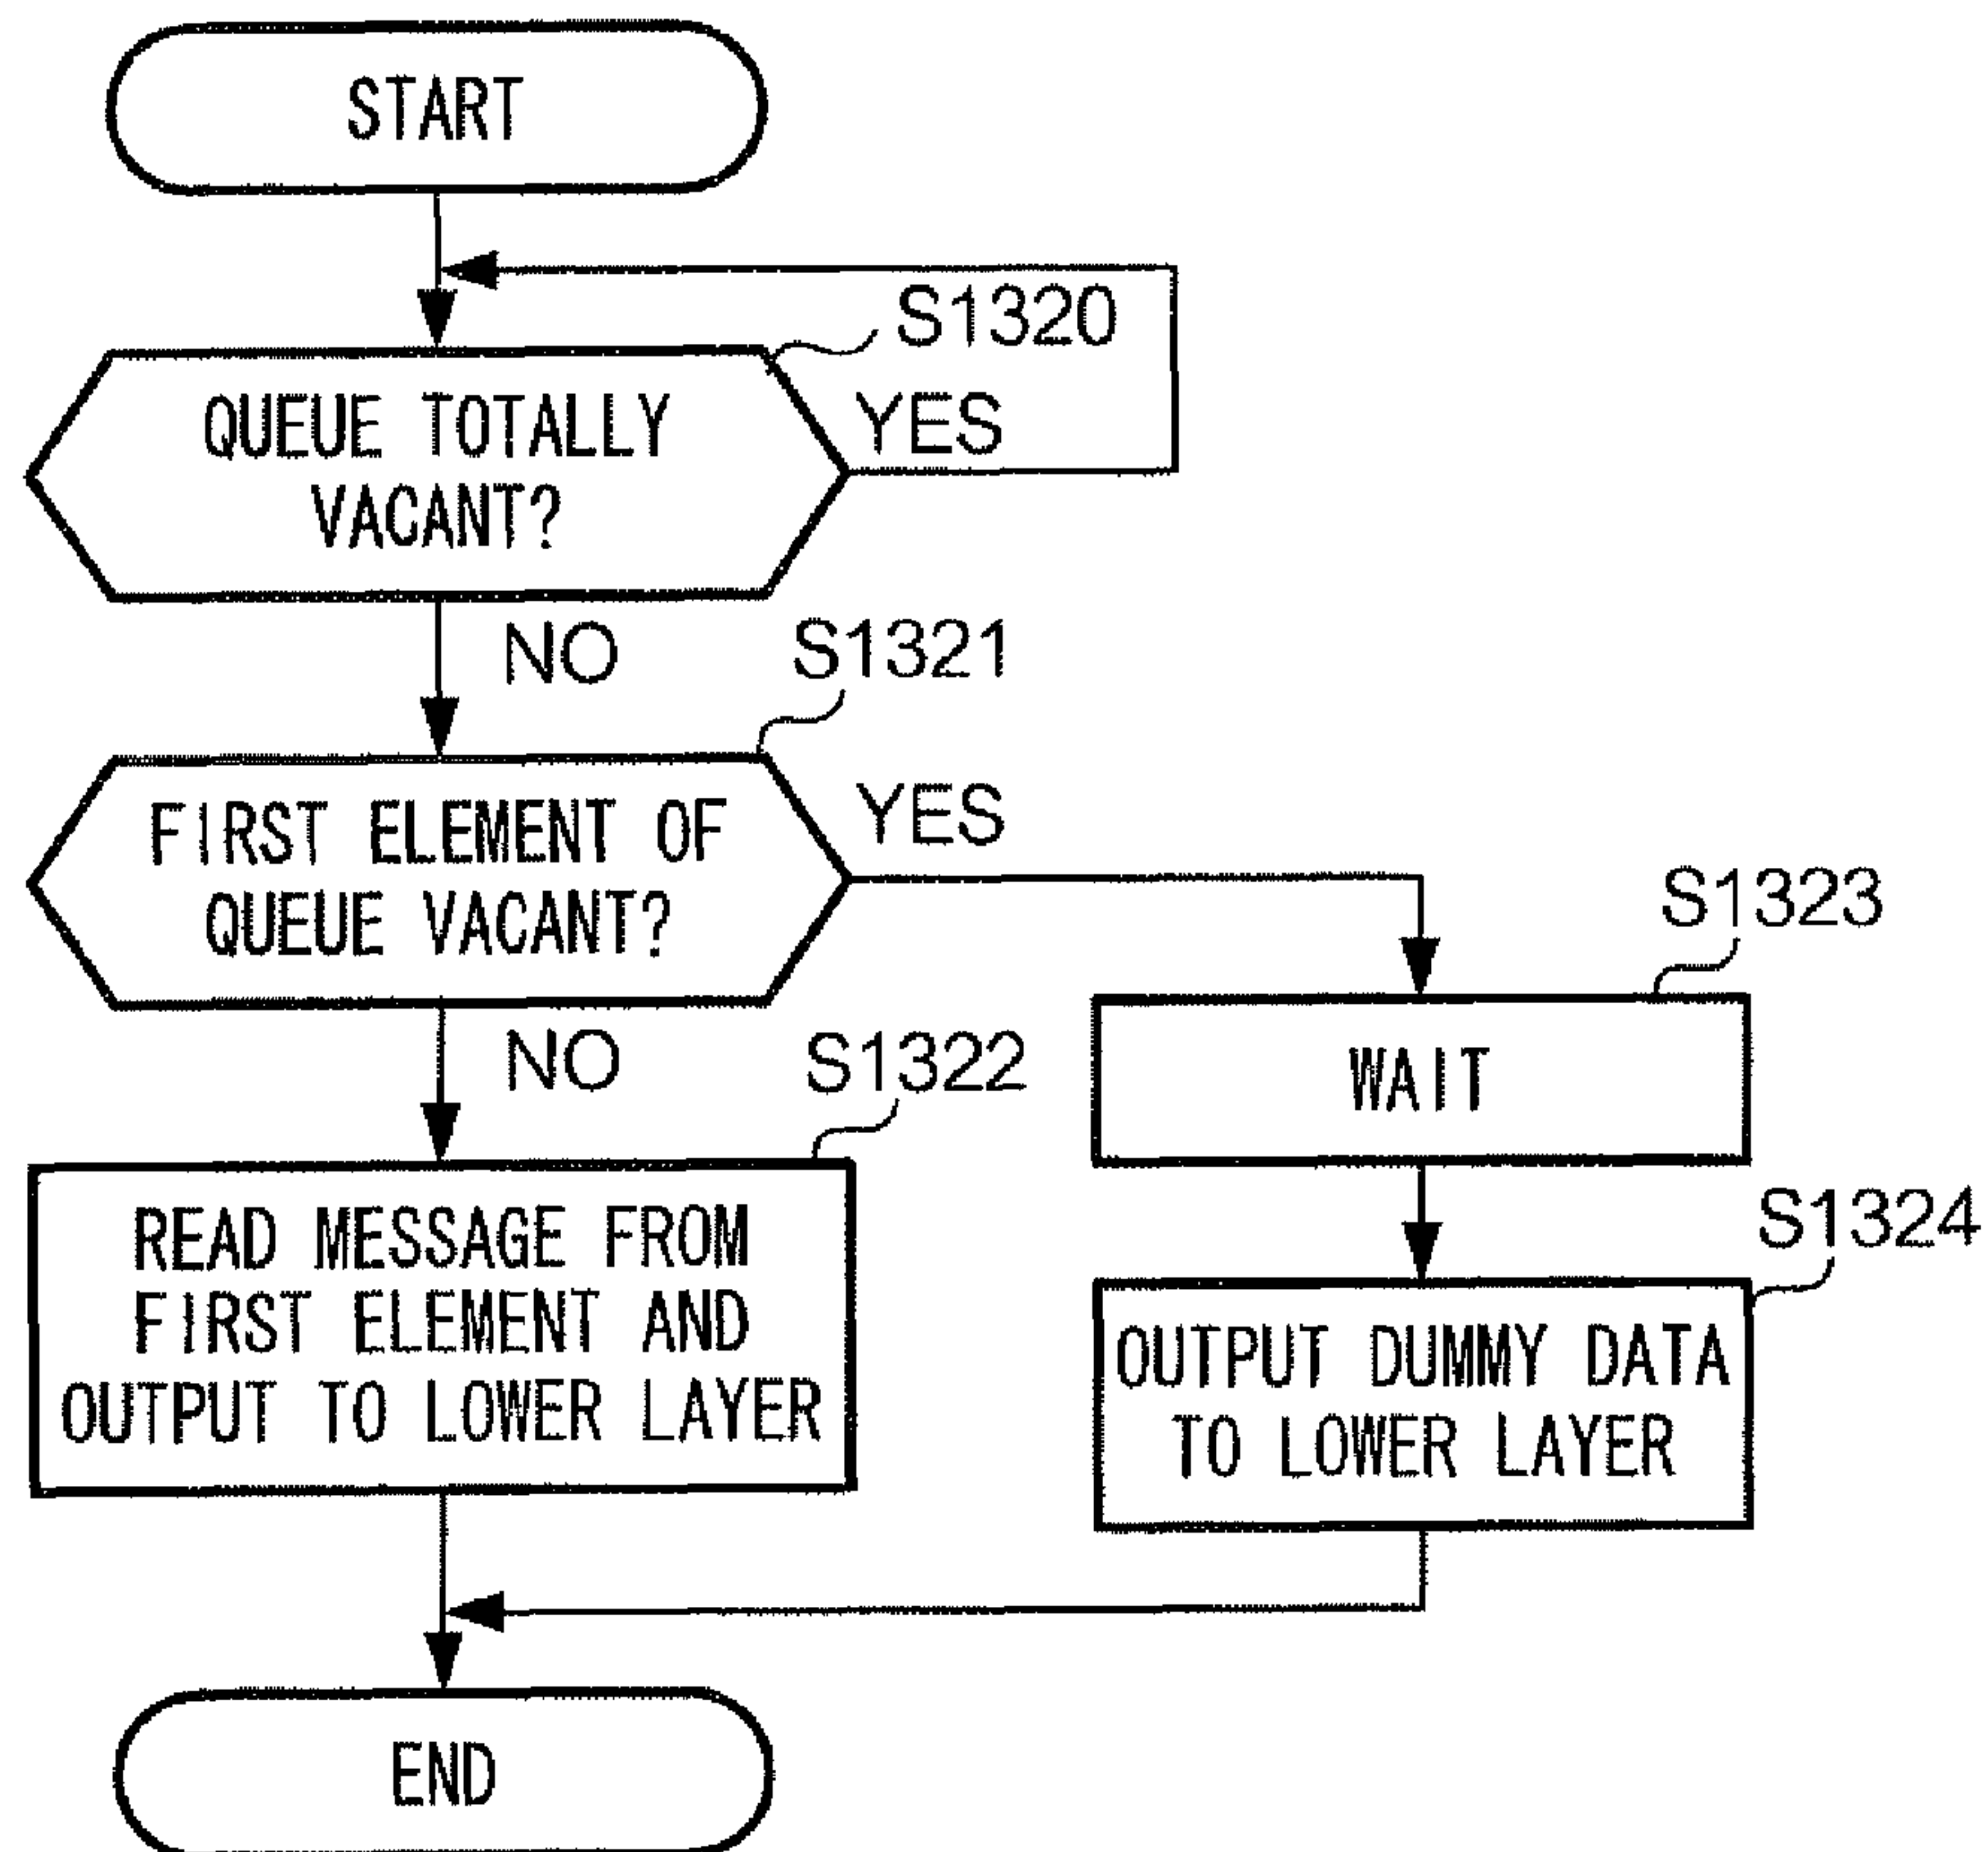 START
S1320
QUEUE TOTALLY
VACANT?
YES
NO
S1321
FIRST ELEMENT OF
QUEUE VACANT?
YES
S1323
WAIT
NO
S1322
READ MESSAGE FROM
FIRST ELEMENT AND
OUTPUT TO LOWER LAYER
S1324
OUTPUT DUMMY DATA
TO LOWER LAYER
END